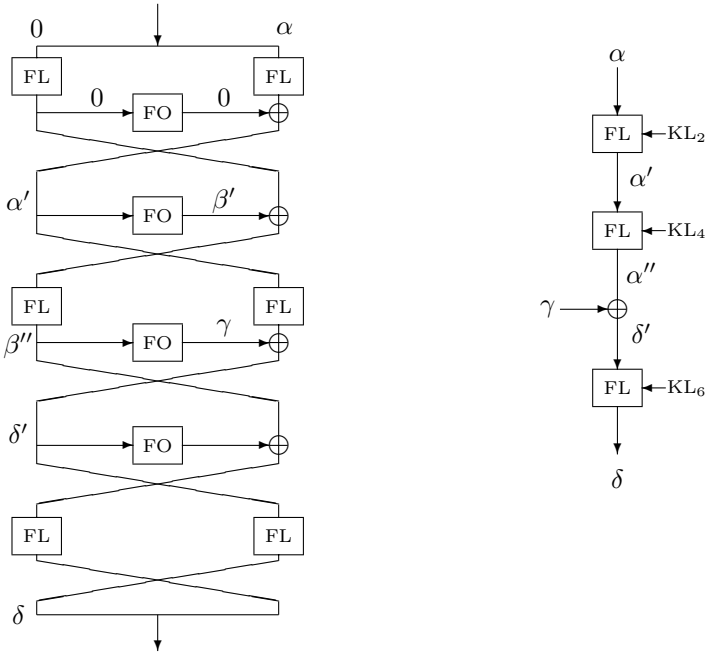 0 α
FL FL
0 FO 0
α′ FO β′
FL FL
β′′ FO γ
δ′ FO
FL FL
δ
α
FL KL₂
α′
FL KL₄
α′′
γ
δ′
FL KL₆
δ